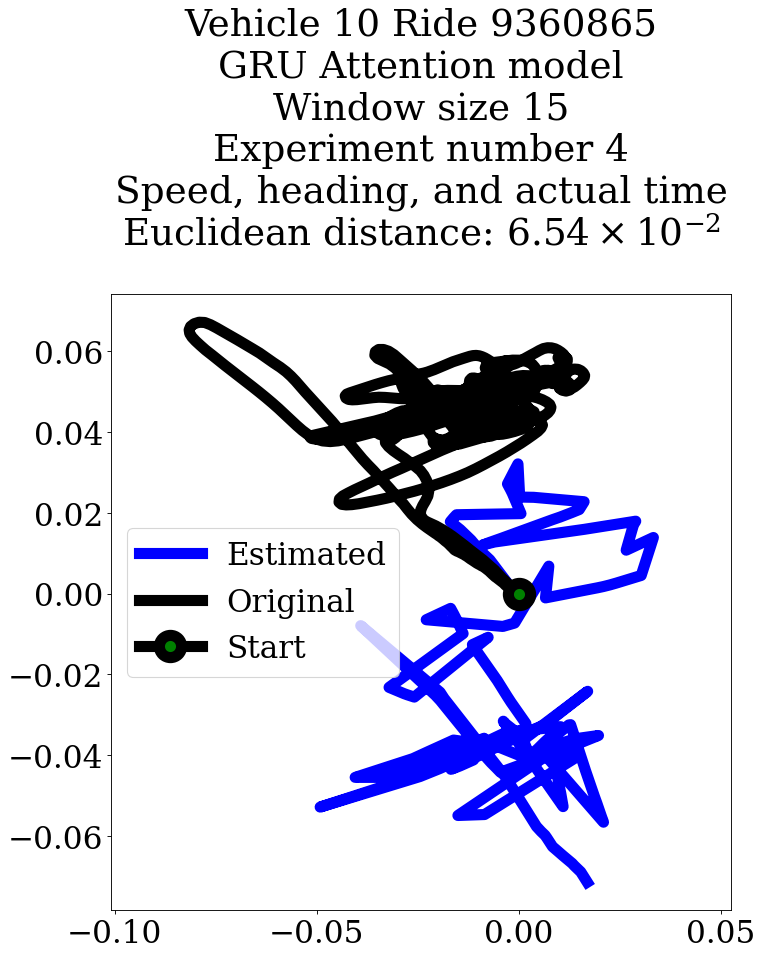 Vehicle 10 Ride 9360865
GRU Attention model
Window size 15
Experiment number 4
Speed, heading, and actual time
Euclidean distance: 6.54 × 10⁻²
0.06
0.04
0.02
0.00
−0.02
−0.04
−0.06
Estimated
Original
Start
−0.10 −0.05 0.00 0.05